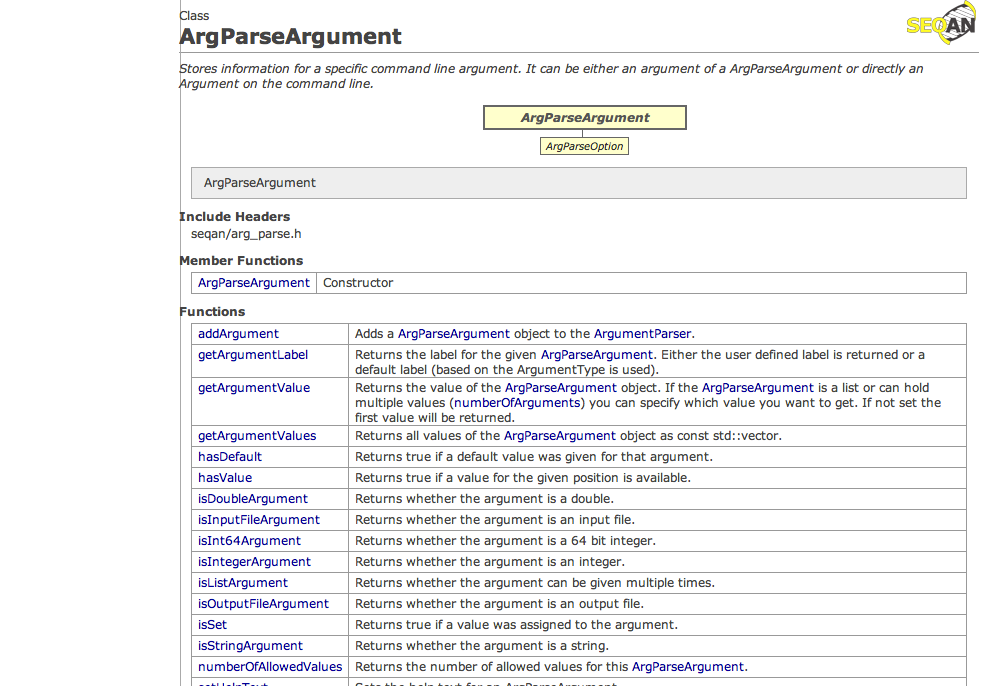 Class
SEQAN
ArgParseArgument
Stores information for a specific command line argument. It can be either an argument of a ArgParseArgument or directly an
Argument on the command line.
ArgParseArgument
ArgParseOption
ArgParseArgument
Include Headers
seqan/arg_parse.h
Member Functions
ArgParseArgument Constructor
Functions
addArgument Adds a ArgParseArgument object to the ArgumentParser.
getArgumentLabel Returns the label for the given ArgParseArgument. Either the user defined label is returned or a
default label (based on the ArgumentType is used).
getArgumentValue Returns the value of the ArgParseArgument object. If the ArgParseArgument is a list or can hold
multiple values (numberOfArguments) you can specify which value you want to get. If not set the
first value will be returned.
getArgumentValues Returns all values of the ArgParseArgument object as const std::vector.
hasDefault Returns true if a default value was given for that argument.
hasValue Returns true if a value for the given position is available.
isDoubleArgument Returns whether the argument is a double.
isInputFileArgument Returns whether the argument is an input file.
isInt64Argument Returns whether the argument is a 64 bit integer.
isIntegerArgument Returns whether the argument is an integer.
isListArgument Returns whether the argument can be given multiple times.
isOutputFileArgument Returns whether the argument is an output file.
isSet Returns true if a value was assigned to the argument.
isStringArgument Returns whether the argument is a string.
numberOfAllowedValues Returns the number of allowed values for this ArgParseArgument.
setHelpText Sets the help text for an ArgParseArgument.